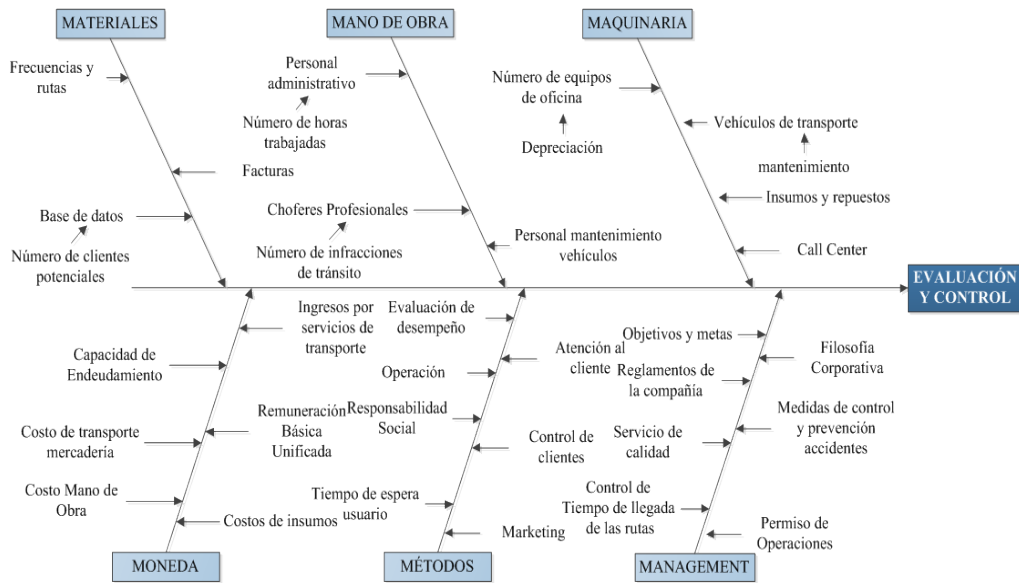 MATERIALES
MANO DE OBRA
MAQUINARIA
Frecuencias y
rutas
Facturas
Base de datos
Número de clientes
potenciales
Personal
administrativo
Número de horas
trabajadas
Choferes Profesionales
Número de infracciones
de tránsito
Personal mantenimiento
vehículos
Número de equipos
de oficina
Depreciación
Vehículos de transporte
mantenimiento
Insumos y repuestos
Call Center
EVALUACIÓN
Y CONTROL
Ingresos por
servicios de
transporte
Capacidad de
Endeudamiento
Remuneración
Básica
Unificada
Costo de transporte
mercadería
Costo Mano de
Obra
Costos de insumos
Evaluación de
desempeño
Atención al
cliente
Operación
Responsabilidad
Social
Control de
clientes
Tiempo de espera
usuario
Marketing
Objetivos y metas
Filosofía
Corporativa
Reglamentos de
la compañía
Medidas de control
y prevención
accidentes
Servicio de
calidad
Control de
Tiempo de llegada
de las rutas
Permiso de
Operaciones
MONEDA
MÉTODOS
MANAGEMENT